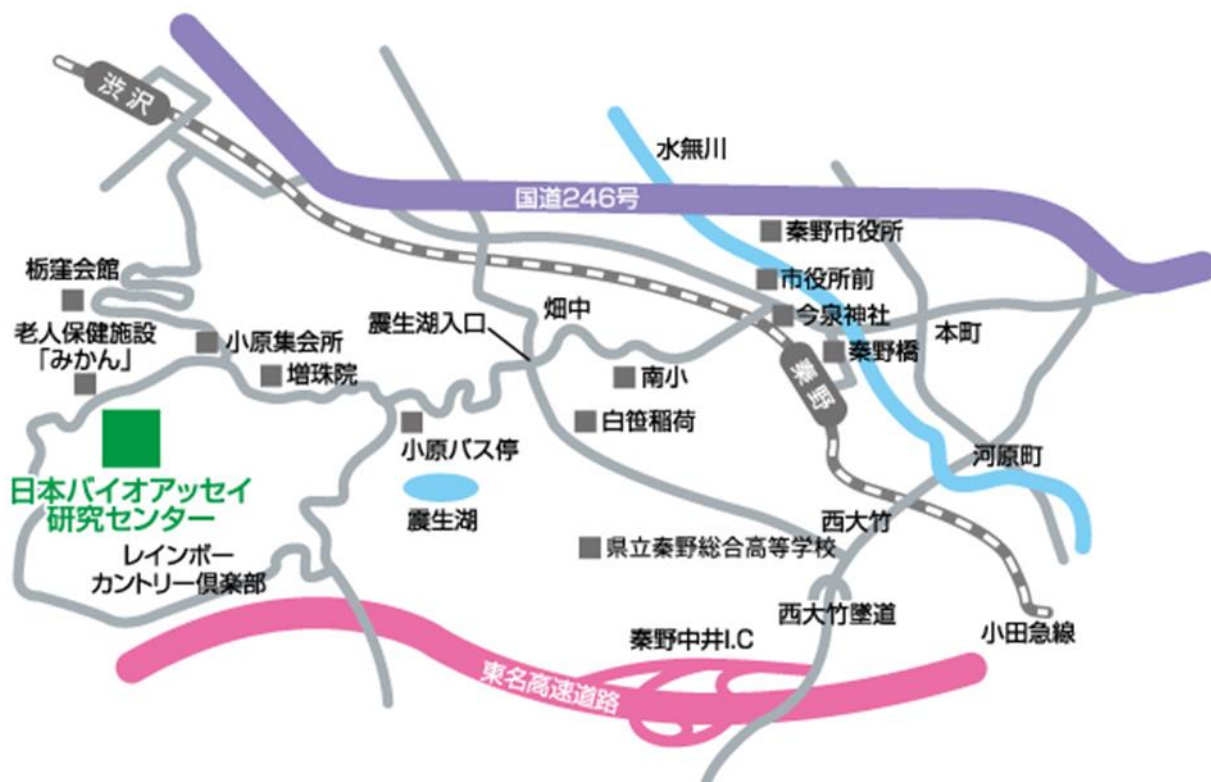 渋沢
水無川
国道246号
秦野市役所
栃窪会館
市役所前
畑中
今泉神社
震生湖入口
本町
老人保健施設
「みかん」
小原集会所
秦野橋
増珠院
南小
秦野
白笹稲荷
小原バス停
河原町
日本バイオアッセイ
研究センター
震生湖
西大竹
レインボー
カントリー倶楽部
県立秦野総合高等学校
西大竹墜道
秦野中井I.C
小田急線
東名高速道路